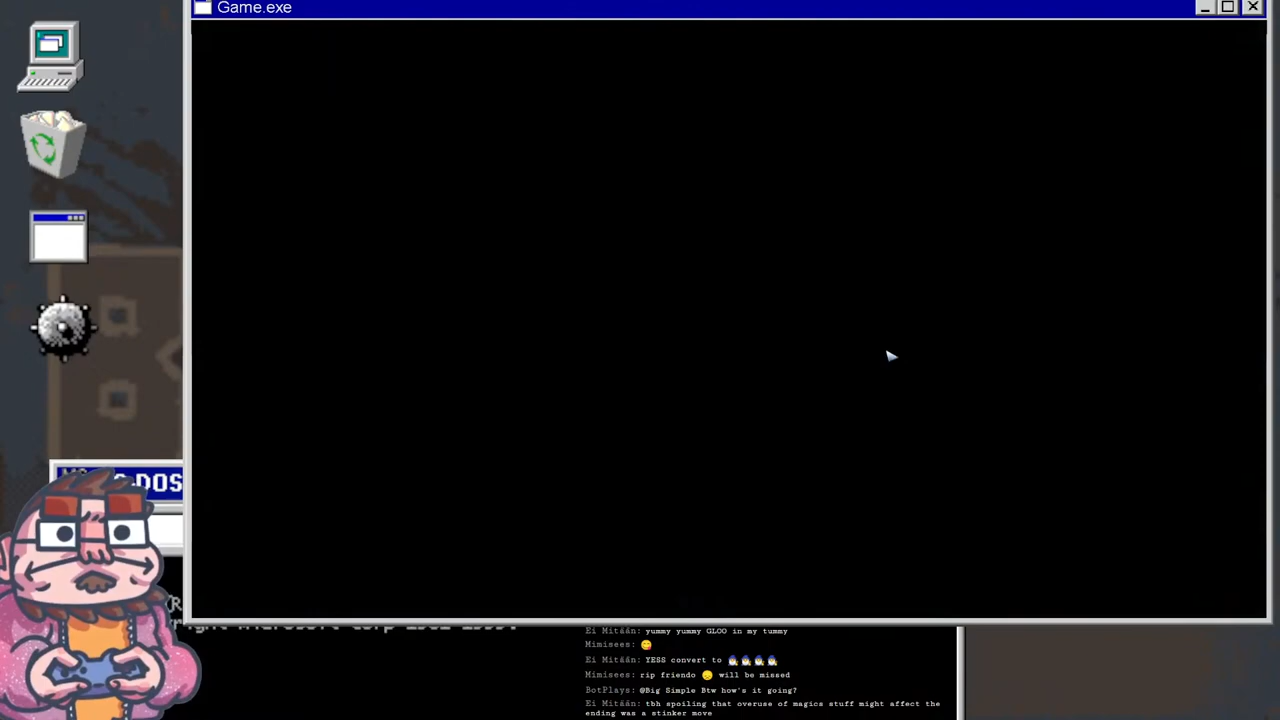 Game.exe
DOS
Ei Mitään: yummy yummy GLOO in my tummy
Mimisees: 😋
Ei Mitään: YESS convert to 🧙🧙🧙🧙
Mimisees: rip friendo 😞 will be missed
BotPlays: @Big Simple Btw how's it going?
Ei Mitään: tbh spoiling that overuse of magics stuff might affect the
ending was a stinker move